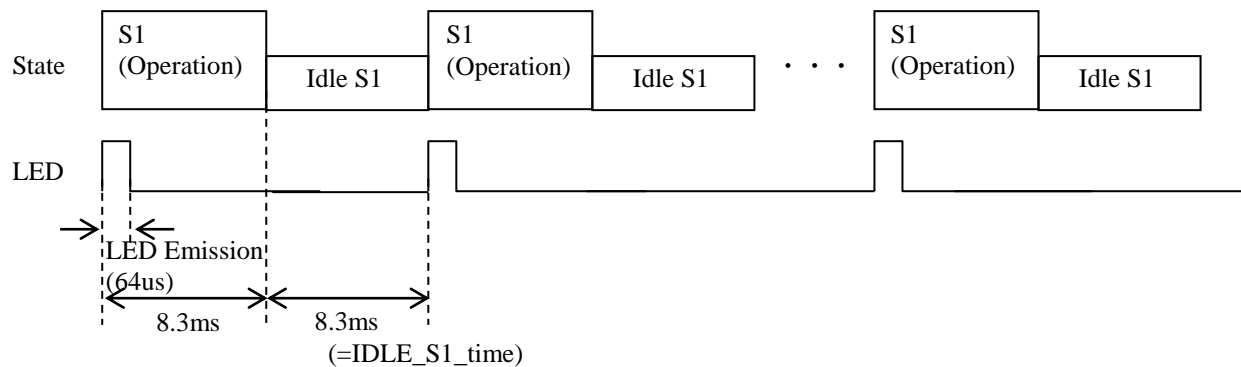 S1 S1 S1
State (Operation) Idle S1 (Operation) Idle S1 . . . (Operation) Idle S1
LED
LED Emission
(64us)
8.3ms 8.3ms
(=IDLE_S1_time)